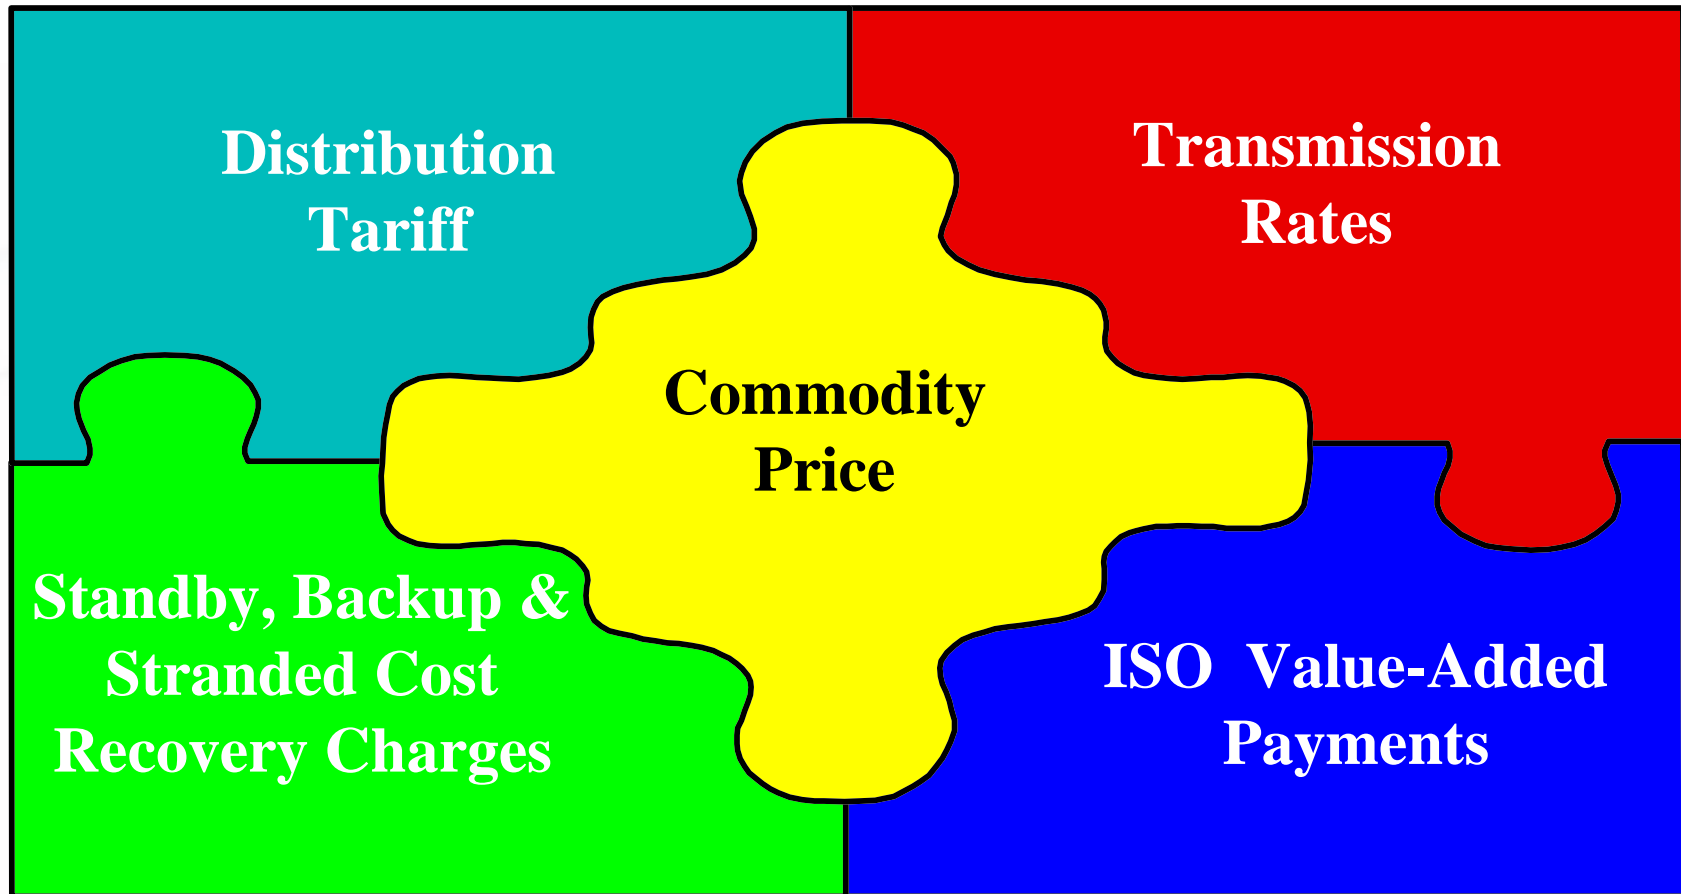 Distribution
Tariff
Transmission
Rates
Commodity
Price
Standby, Backup &
Stranded Cost
Recovery Charges
ISO  Value-Added
Payments